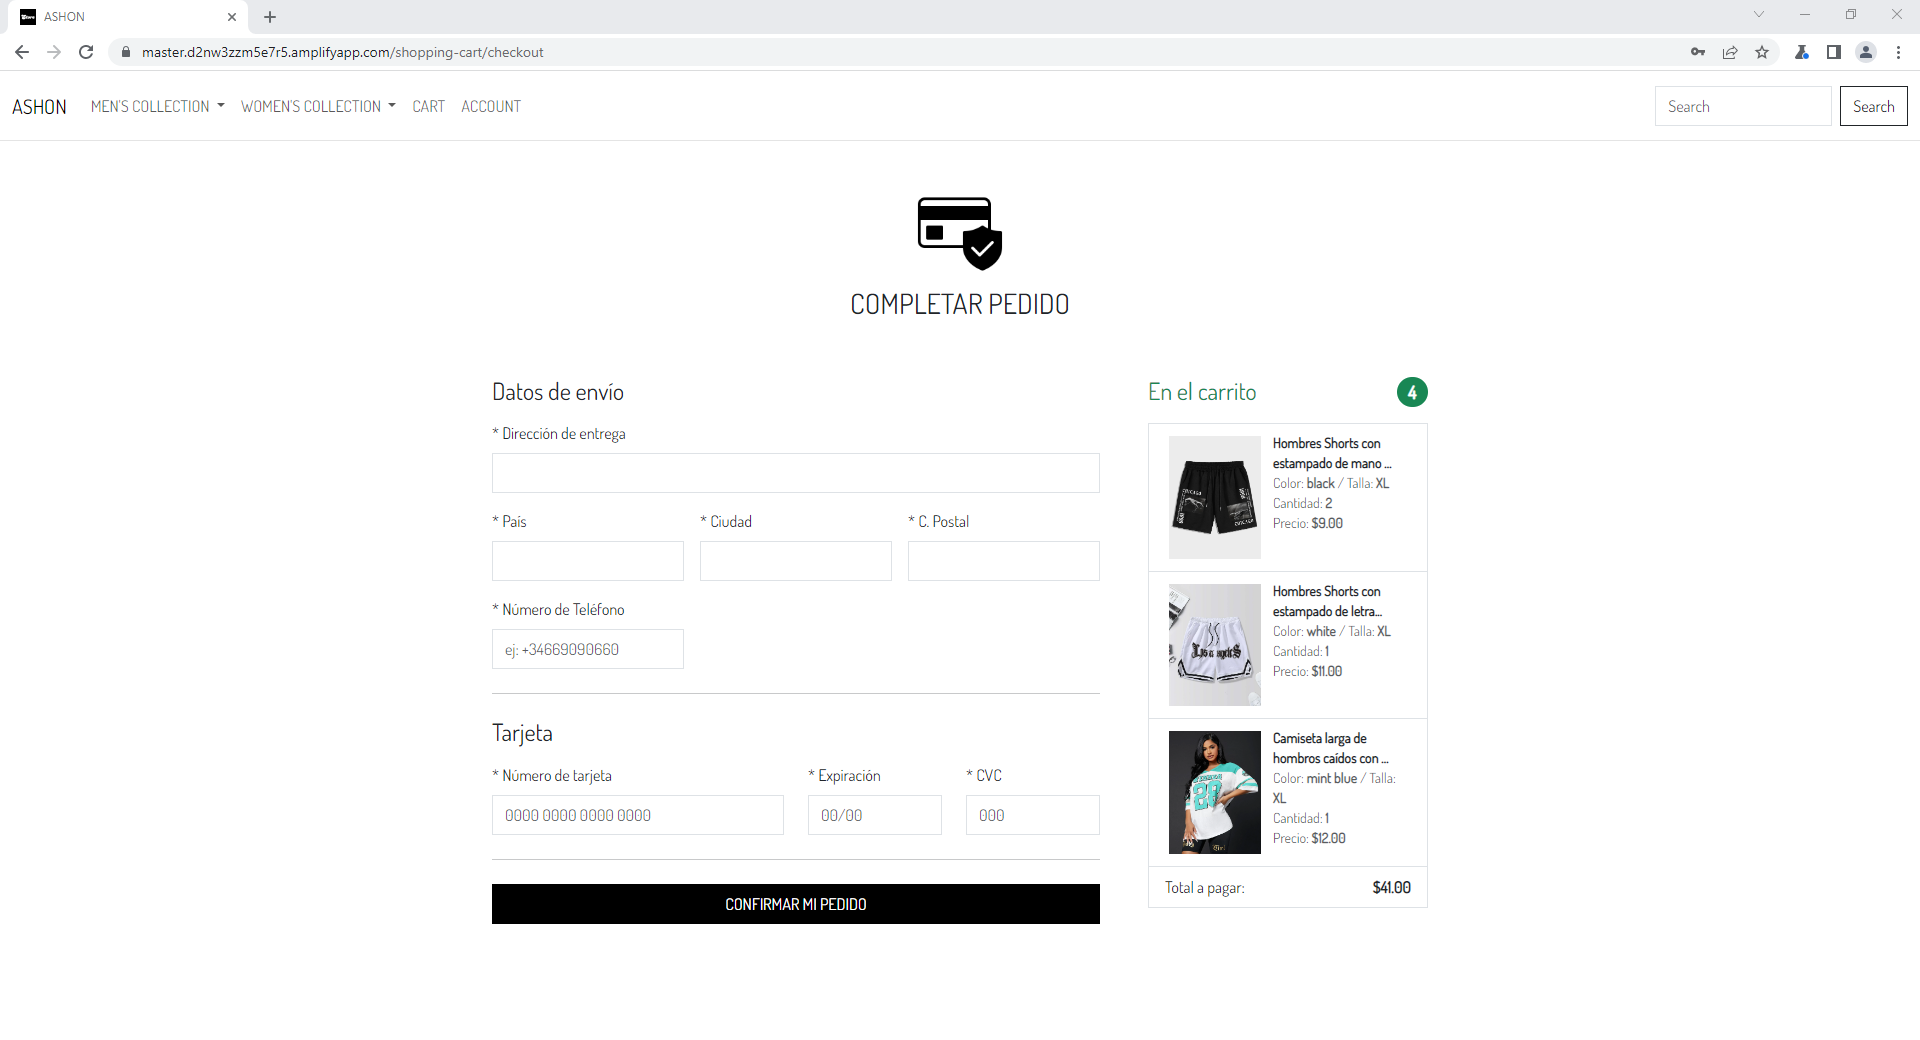 ASHON
master.d2nw3zzm5e7r5.amplifyapp.com/shopping-cart/checkout
ASHON MEN'S COLLECTION WOMEN'S COLLECTION CART ACCOUNT Search Search
COMPLETAR PEDIDO
Datos de envío
* Dirección de entrega
* País * Ciudad * C. Postal
* Número de Teléfono
ej: +34669090660
Tarjeta
* Número de tarjeta * Expiración * CVC
0000 0000 0000 0000 00/00 000
CONFIRMAR MI PEDIDO
En el carrito 4
Hombres Shorts con
estampado de mano ...
Color: black / Talla: XL
Cantidad: 2
Precio: $9.00
CHICAGO
CHICAGO
Hombres Shorts con
estampado de letra...
Color: white / Talla: XL
Cantidad: 1
Precio: $11.00
Los angeles
Camiseta larga de
hombros caídos con ...
Color: mint blue / Talla:
XL
Cantidad: 1
Precio: $12.00
28
Total a pagar: $41.00